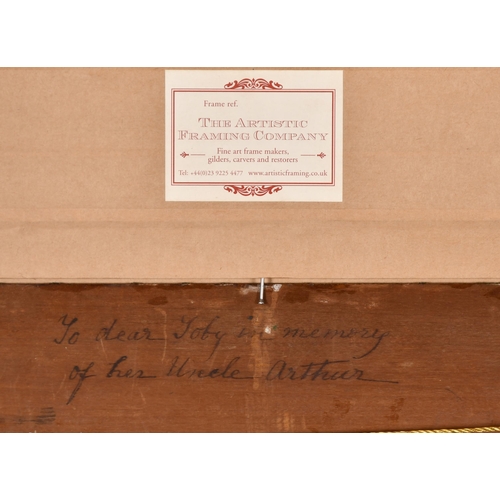 Frame ref.
THE ARTISTIC
FRAMING COMPANY
Fine art frame makers,
gilders, carvers and restorers
Tel: +44(0)23 9225 4477 www.artisticframing.co.uk
To dear Toby in memory
of her Uncle Arthur